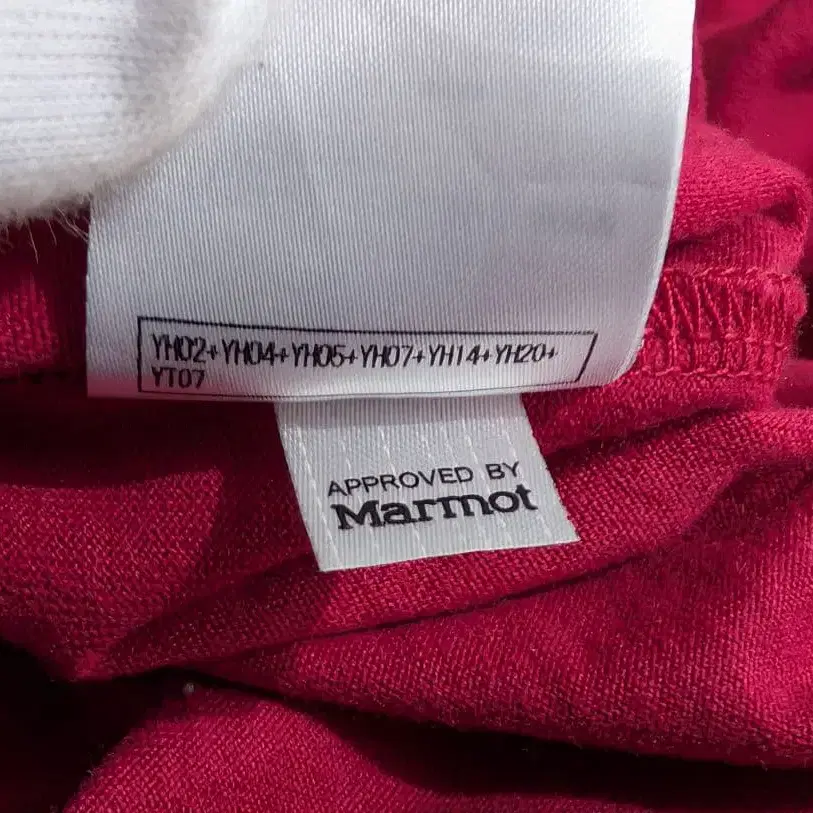 YH02+YH04+YH05+YH07+YH14+YH20+
YT07
APPROVED BY
Marmot